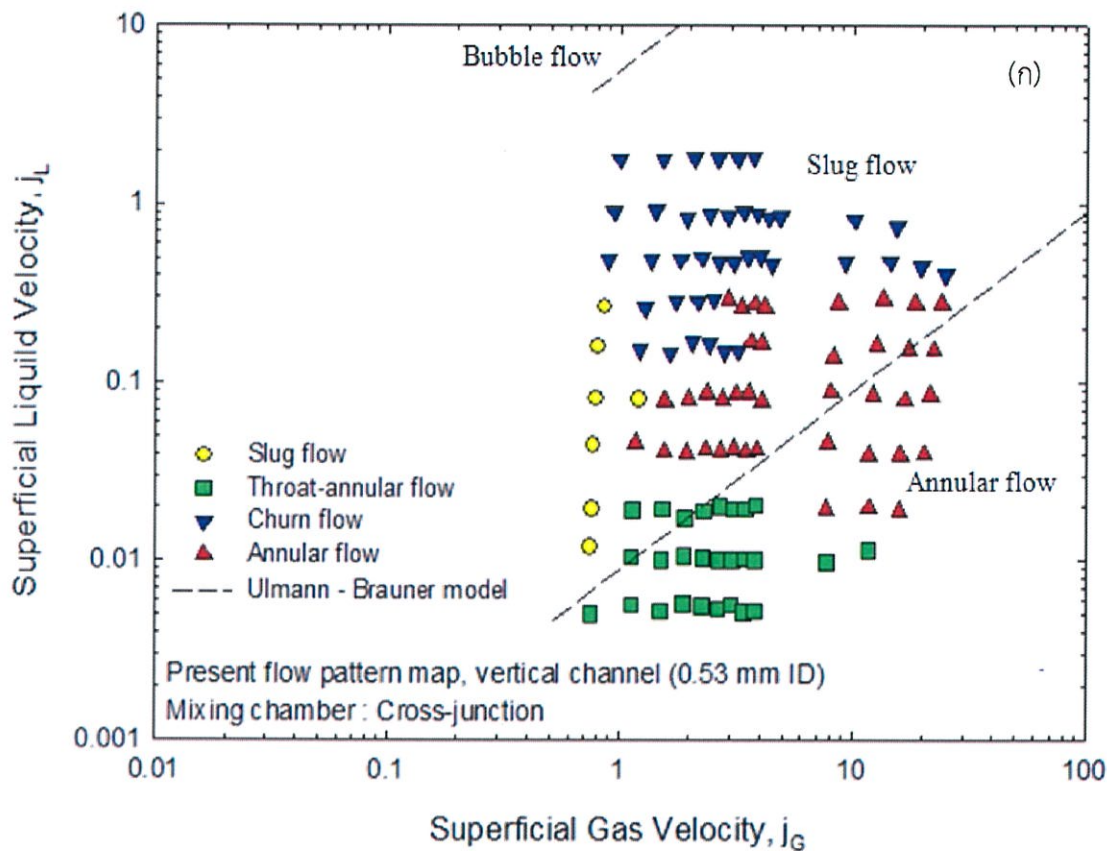 10
Bubble flow
(ก)
Slug flow
1
0.1
Slug flow
Throat-annular flow
Churn flow
Annular flow
Annular flow
Ulmann - Brauner model
0.01
Present flow pattern map, vertical channel (0.53 mm ID)
Mixing chamber : Cross-junction
0.001
0.01
0.1
1
10
100
Superficial Gas Velocity, jG
Superficial Liquild Velocity, jL